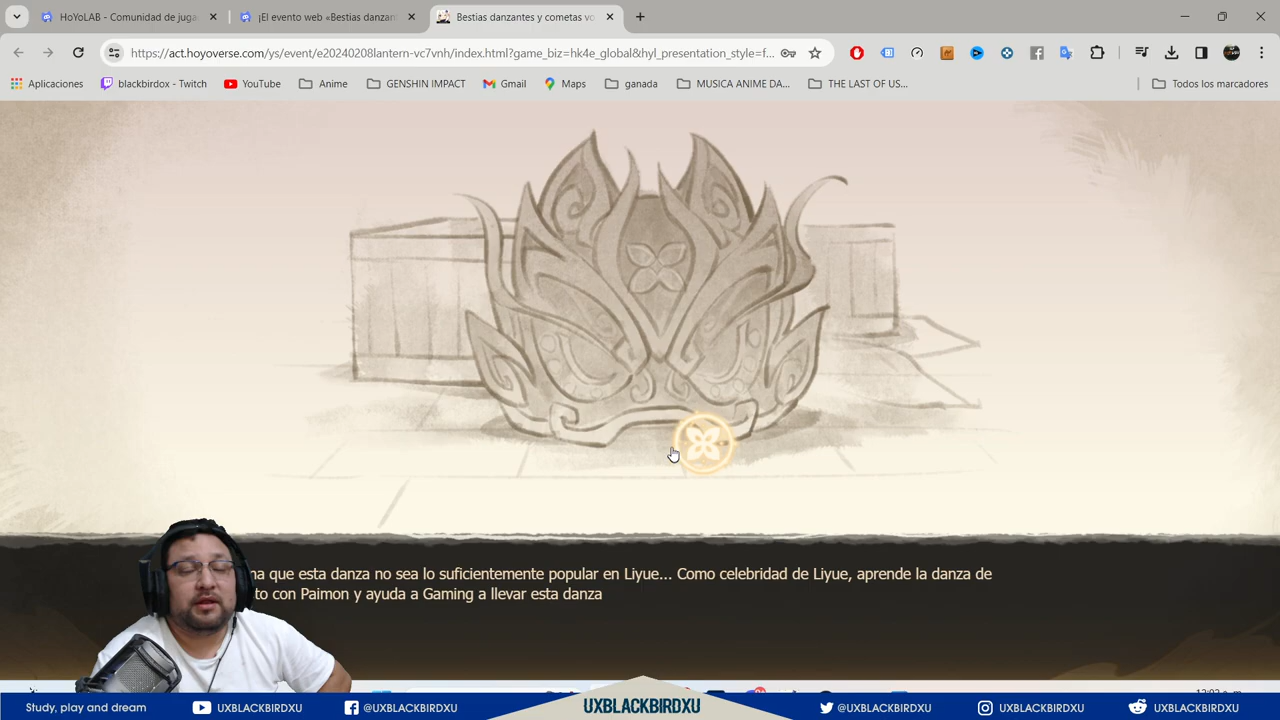 HoYoLAB - Comunidad de juga
¡El evento web «Bestias danzant
Bestias danzantes y cometas vo
https://act.hoyoverse.com/ys/event/e20240208lantern-vc7vnh/index.html?game_biz=hk4e_global&hyl_presentation_style=f...
Aplicaciones
blackbirdox - Twitch
YouTube
Anime
GENSHIN IMPACT
Gmail
Maps
ganada
MUSICA ANIME DA...
THE LAST OF US...
Todos los marcadores
que esta danza no sea lo suficientemente popular en Liyue... Como celebridad de Liyue, aprende la danza de
con Paimon y ayuda a Gaming a llevar esta danza
Study, play and dream
UXBLACKBIRDXU
@UXBLACKBIRDXU
UXBLACKBIRDXU
@UXBLACKBIRDXU
UXBLACKBIRDXU
UXBLACKBIRDXU